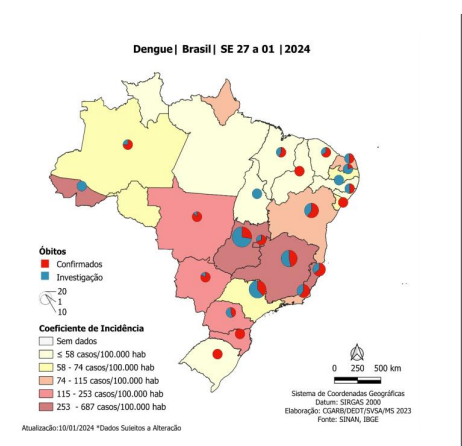 Dengue| Brasil| SE 27 a 01 |2024
Óbitos
Confirmados
Investigação
20
1
10
Coeficiente de Incidência
Sem dados
≤ 58 casos/100.000 hab
58 - 74 casos/100.000 hab
74 - 115 casos/100.000 hab
115 - 253 casos/100.000 hab
253 - 687 casos/100.000 hab
Atualizacão:10/01/2024 *Dados Suleitos a Alteracão
0 250 500 km
Sistema de Coordenadas Geográficas
Datum: SIRGAS 2000
Elaboração: CGARB/DEDT/SVSA/MS 2023
Fonte: SINAN, IBGE